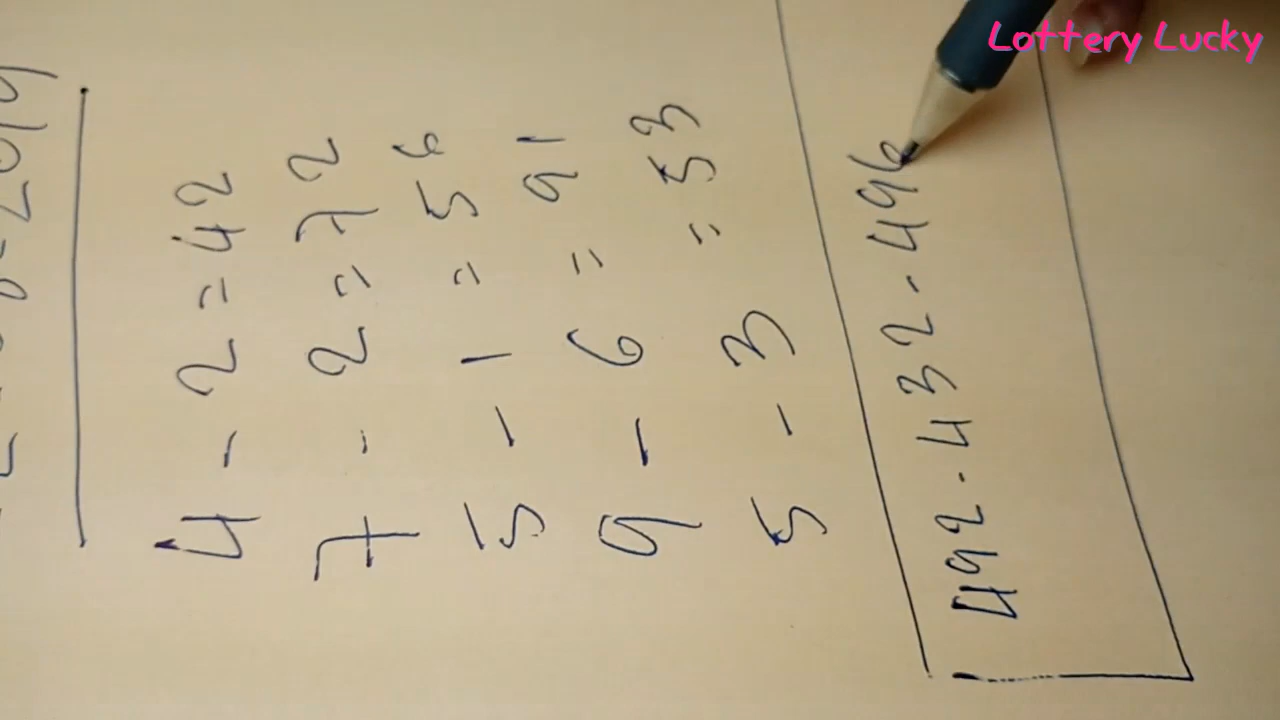 Lottery Lucky
2019
4 - 2 = 42
7 - 2 = 72
5 - 1 = 56
9 - 6 = 91
5 - 3 = 53
492 - 432 - 496